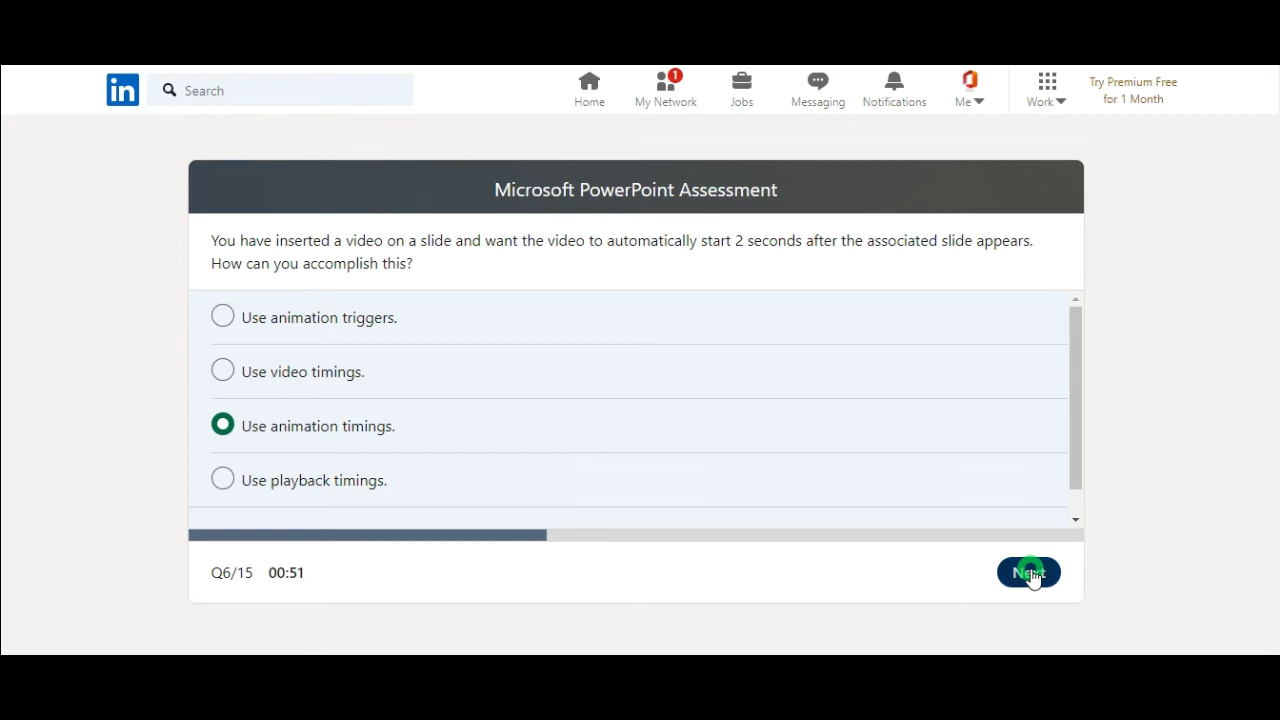 in
Search
1
Home
My Network
Jobs
Messaging
Notifications
Me
Work
Try Premium Free
for 1 Month
Microsoft PowerPoint Assessment
You have inserted a video on a slide and want the video to automatically start 2 seconds after the associated slide appears.
How can you accomplish this?
Use animation triggers.
Use video timings.
Use animation timings.
Use playback timings.
Q6/15 00:51
Next